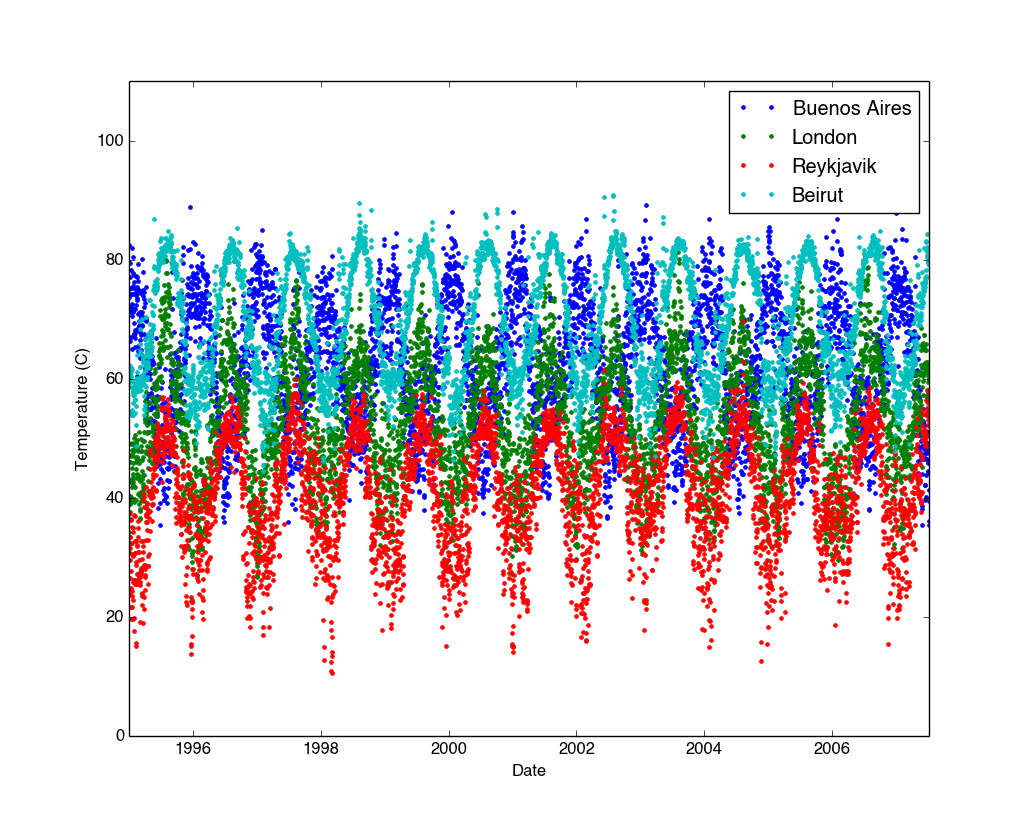 Buenos Aires
London
Reykjavik
Beirut
100
80
60
40
20
0
Temperature (C)
1996 1998 2000 2002 2004 2006
Date